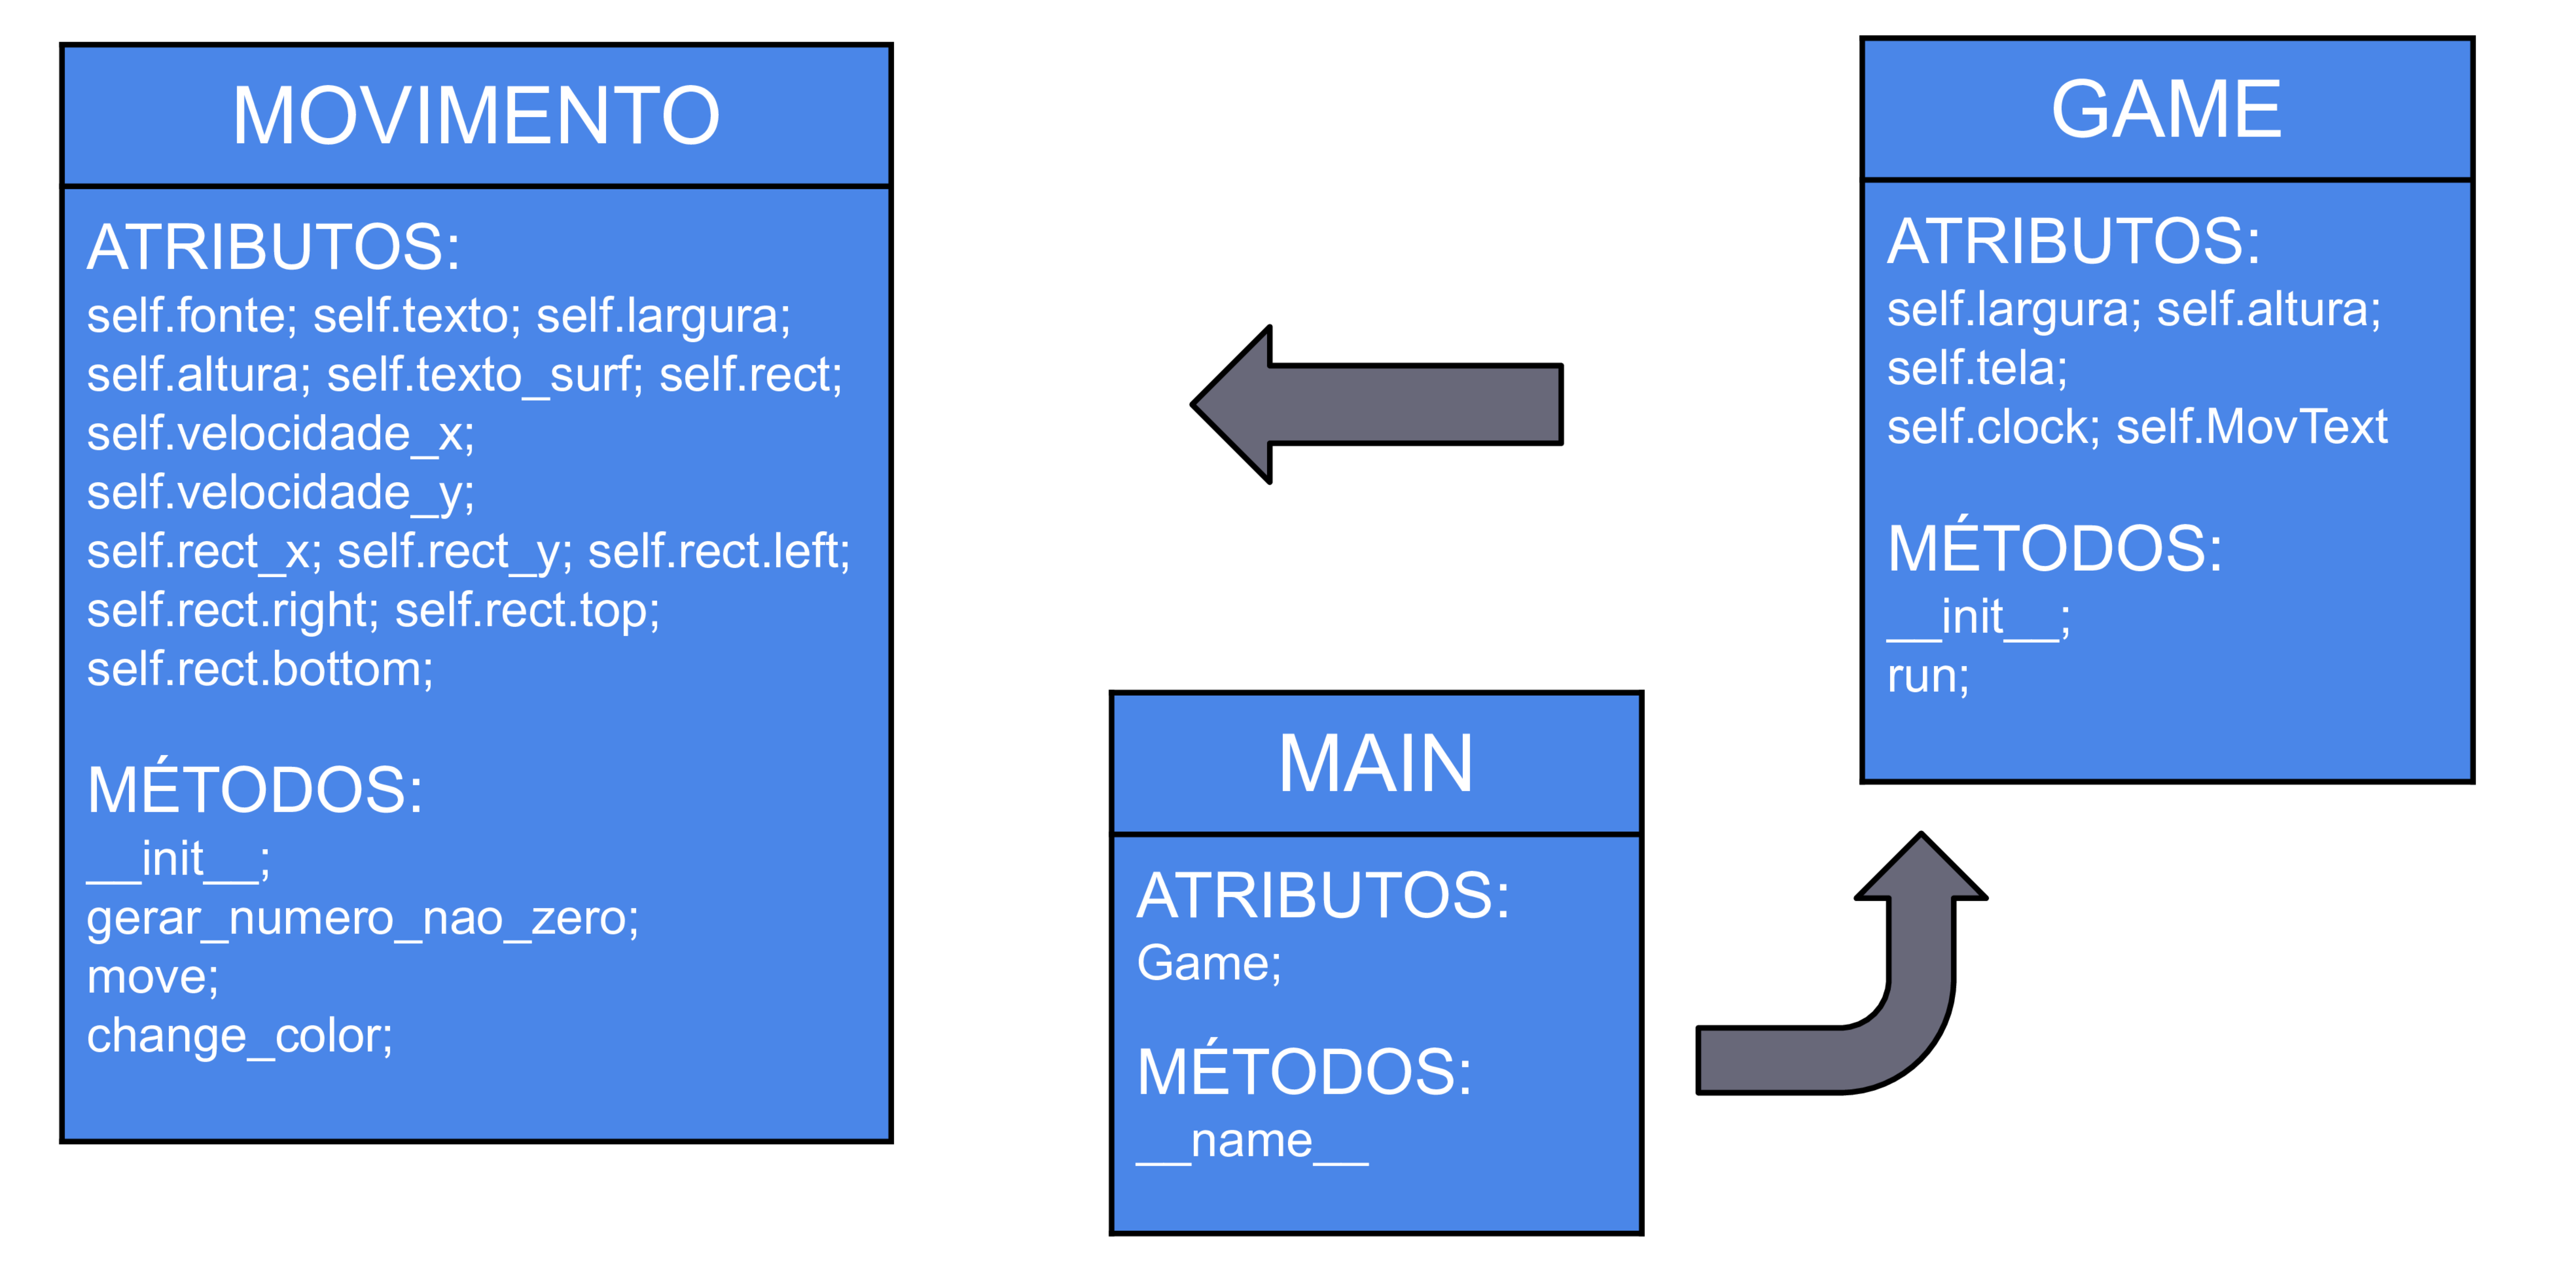 MOVIMENTO
ATRIBUTOS:
self.fonte; self.texto; self.largura;
self.altura; self.texto_surf; self.rect;
self.velocidade_x;
self.velocidade_y;
self.rect_x; self.rect_y; self.rect.left;
self.rect.right; self.rect.top;
self.rect.bottom;
MÉTODOS:
__init__;
gerar_numero_nao_zero;
move;
change_color;
MAIN
ATRIBUTOS:
Game;
MÉTODOS:
__name__
GAME
ATRIBUTOS:
self.largura; self.altura;
self.tela;
self.clock; self.MovText
MÉTODOS:
__init__;
run;